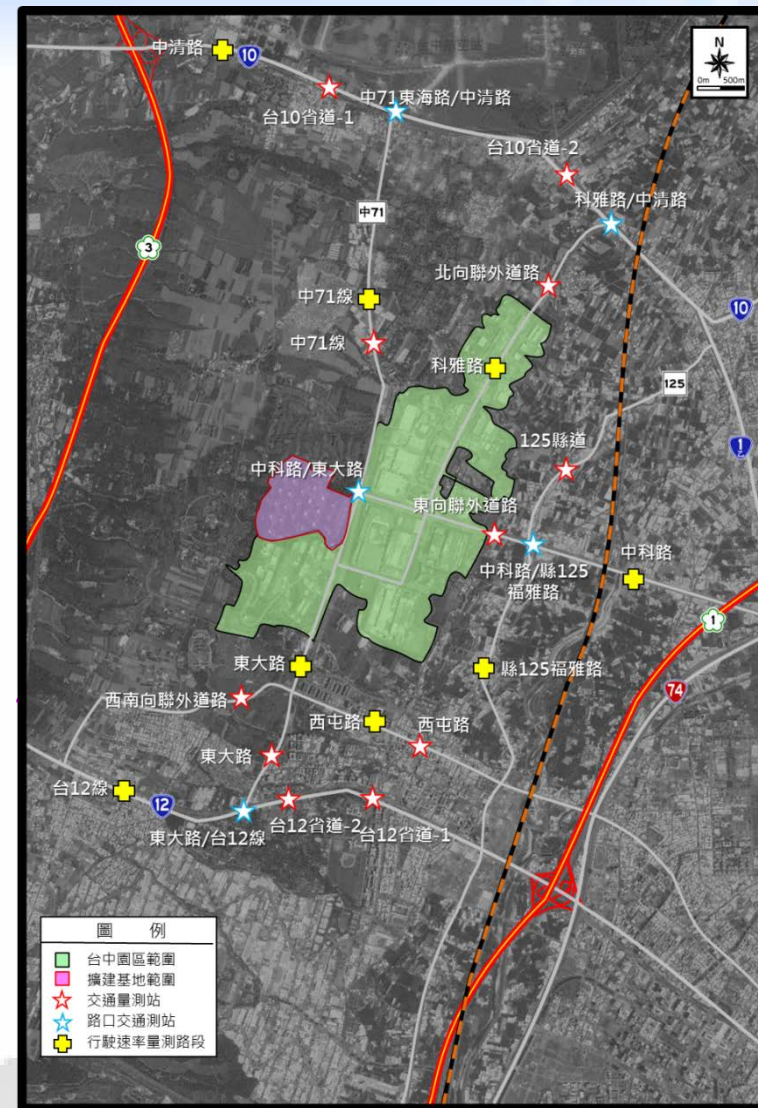 中清路
10
N
0m 500m
中71東海路/中清路
台10省道-1
台10省道-2
科雅路/中清路
中71
3
北向聯外道路
中71線
10
中71線
科雅路
125
125縣道
1
中科路/東大路
東向聯外道路
中科路/縣125
福雅路
中科路
1
東大路
縣125福雅路
74
西南向聯外道路
西屯路
西屯路
東大路
台12線
12
東大路/台12線
台12省道-2
台12省道-1
圖 例
台中園區範圍
擴建基地範圍
交通量測站
路口交通測站
行駛速率量測路段